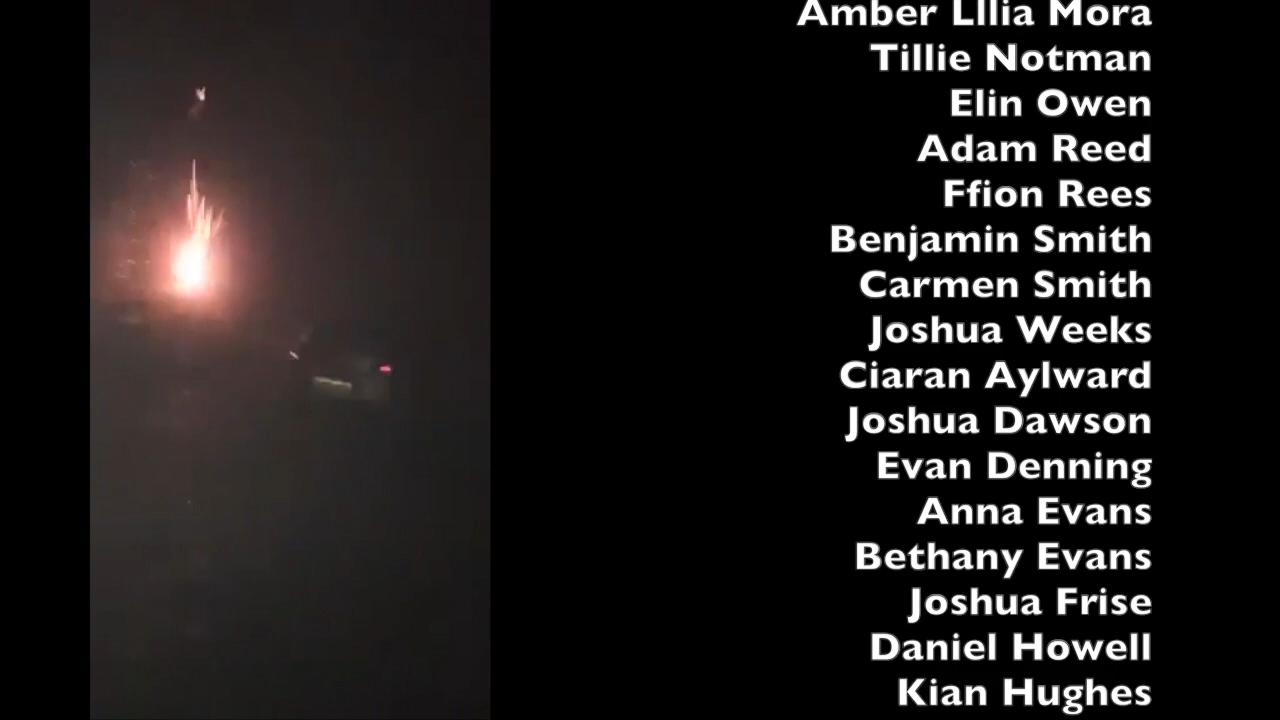 Amber Lllia Mora
Tillie Notman
Elin Owen
Adam Reed
Ffion Rees
Benjamin Smith
Carmen Smith
Joshua Weeks
Ciaran Aylward
Joshua Dawson
Evan Denning
Anna Evans
Bethany Evans
Joshua Frise
Daniel Howell
Kian Hughes